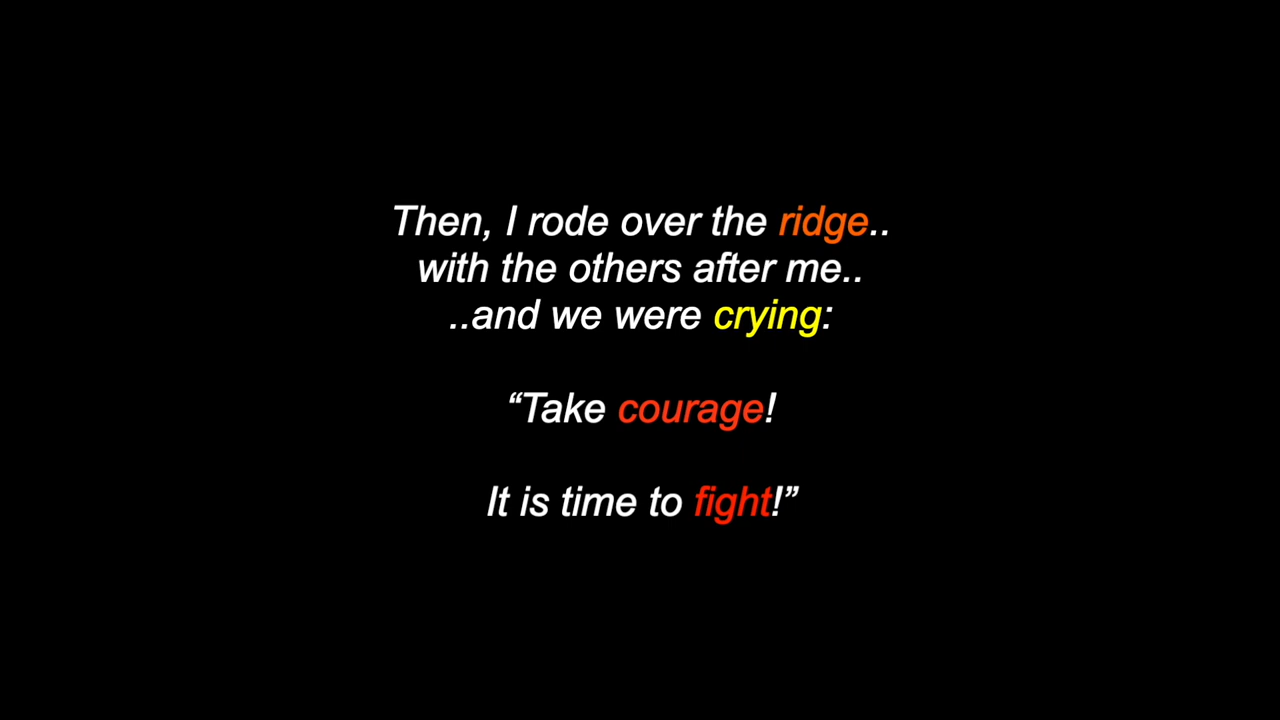 Then, I rode over the ridge..
with the others after me..
..and we were crying:
“Take courage!
It is time to fight!”